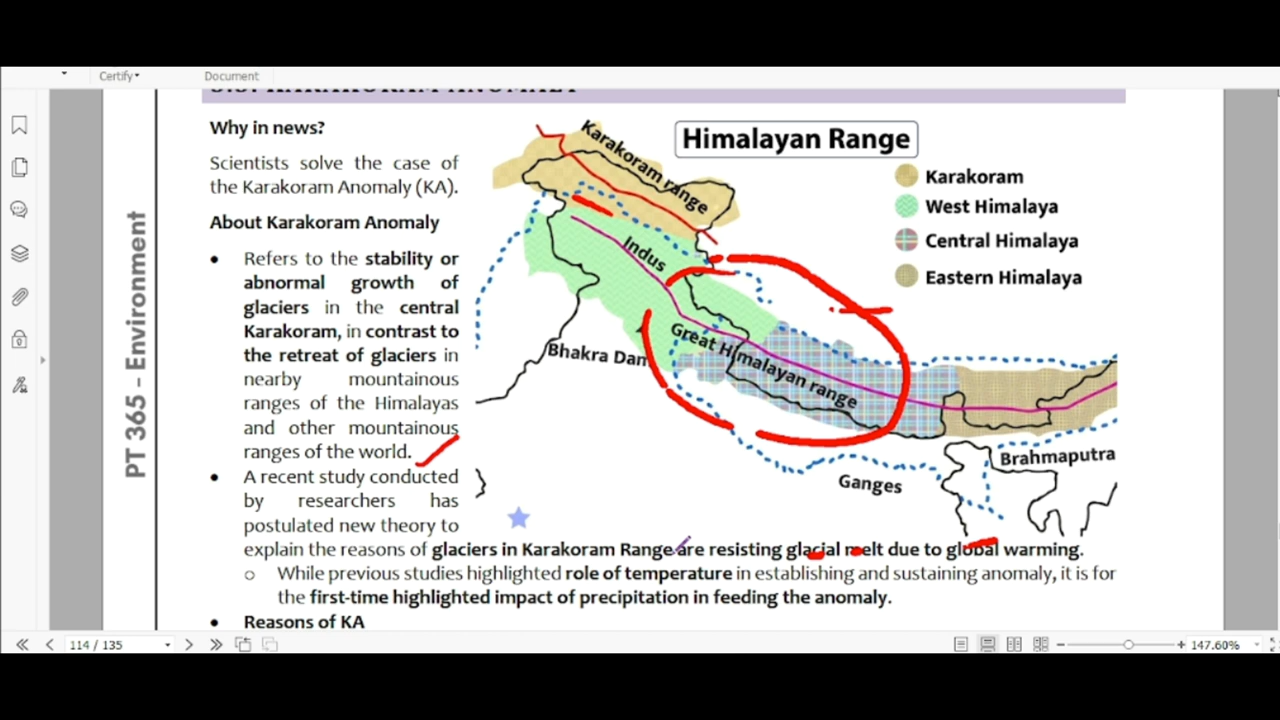 Certify
Document
5.8. KARAKORAM ANOMALY
Why in news?
Scientists solve the case of
the Karakoram Anomaly (KA).
About Karakoram Anomaly
Refers to the stability or
abnormal growth of
glaciers in the central
Karakoram, in contrast to
the retreat of glaciers in
nearby mountainous
ranges of the Himalayas
and other mountainous
ranges of the world.
A recent study conducted
by researchers has
postulated new theory to
explain the reasons of glaciers in Karakoram Range are resisting glacial melt due to global warming.
While previous studies highlighted role of temperature in establishing and sustaining anomaly, it is for
the first-time highlighted impact of precipitation in feeding the anomaly.
Reasons of KA
PT 365 - Environment
Himalayan Range
Karakoram
West Himalaya
Central Himalaya
Eastern Himalaya
Karakoram range
Indus
Great Himalayan range
Bhakra Dam
Ganges
Brahmaputra
114 / 135
147.60%